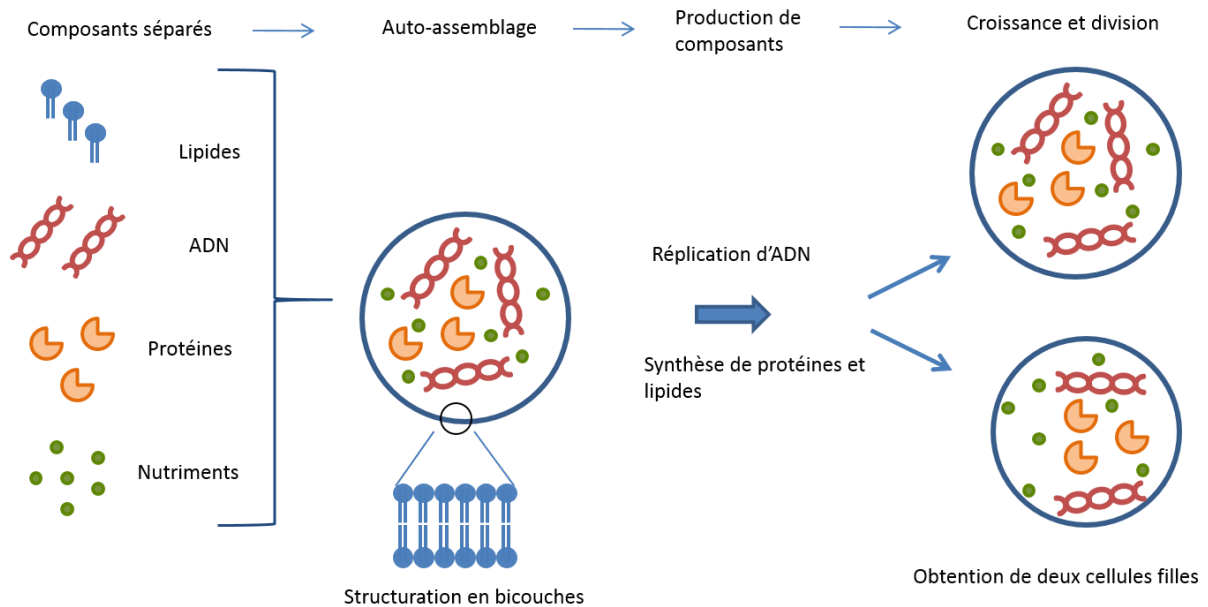 Composants séparés
Auto-assemblage
Production de
composants
Croissance et division
Lipides
ADN
Protéines
Nutriments
Structuration en bicouches
Réplication d’ADN
Synthèse de protéines et
lipides
Obtention de deux cellules filles